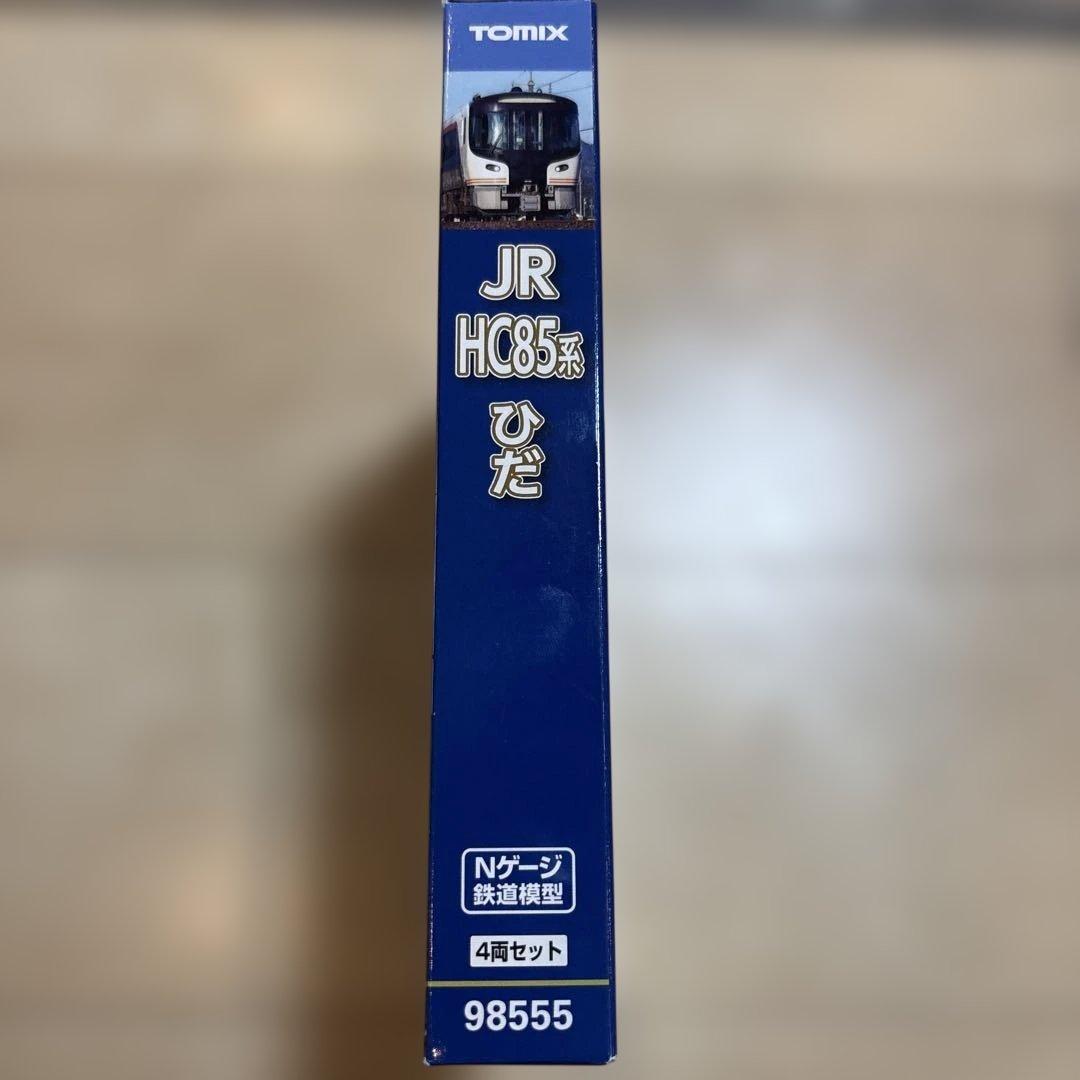 TOMIX
JR
HC85系
ひだ
Nゲージ
鉄道模型
4両セット
98555